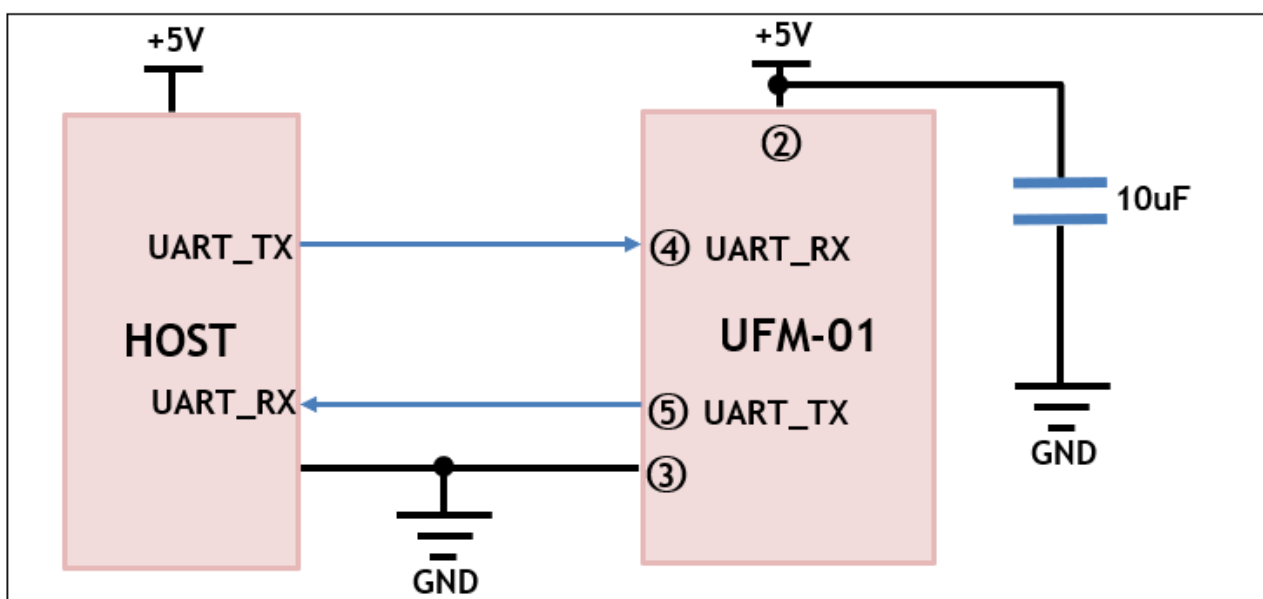 +5V
+5V
②
10uF
UART_TX
④ UART_RX
HOST
UFM-01
UART_RX
⑤ UART_TX
③
GND
GND